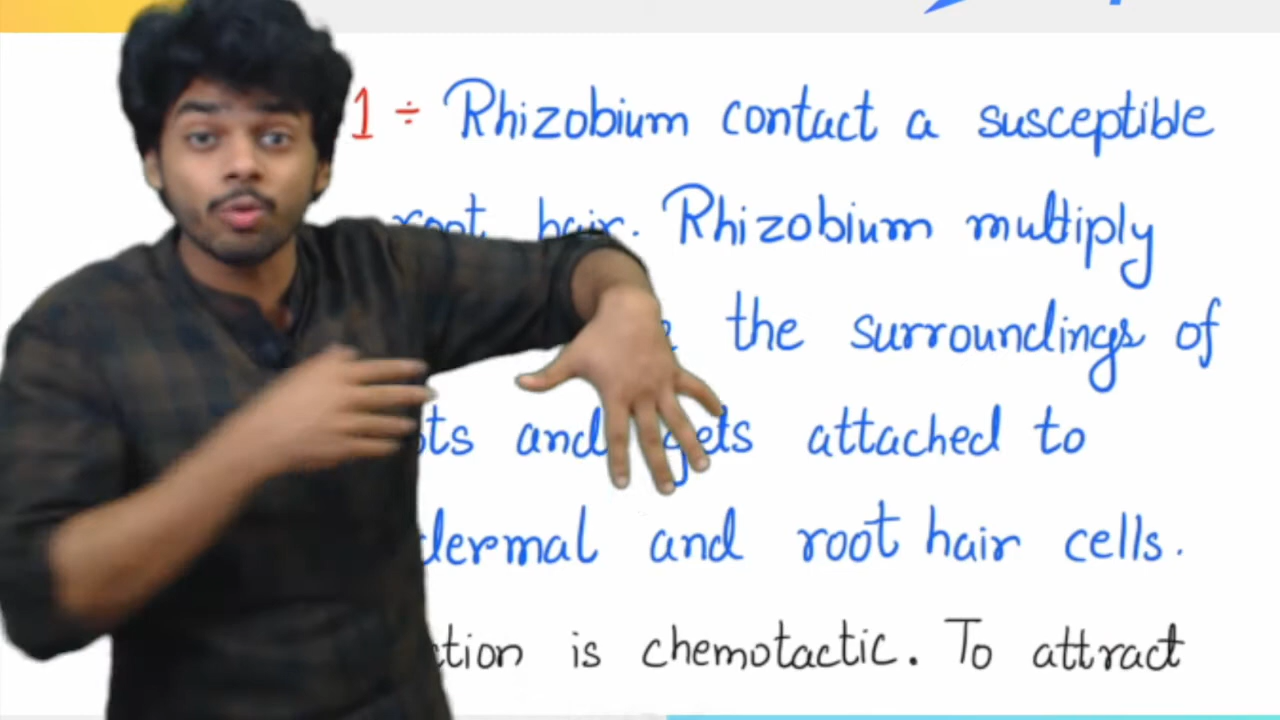 1 ÷ Rhizobium contact a susceptible
root hair. Rhizobium multiply
the surroundings of
and gets attached to
and root hair cells.
is chemotactic. To attract